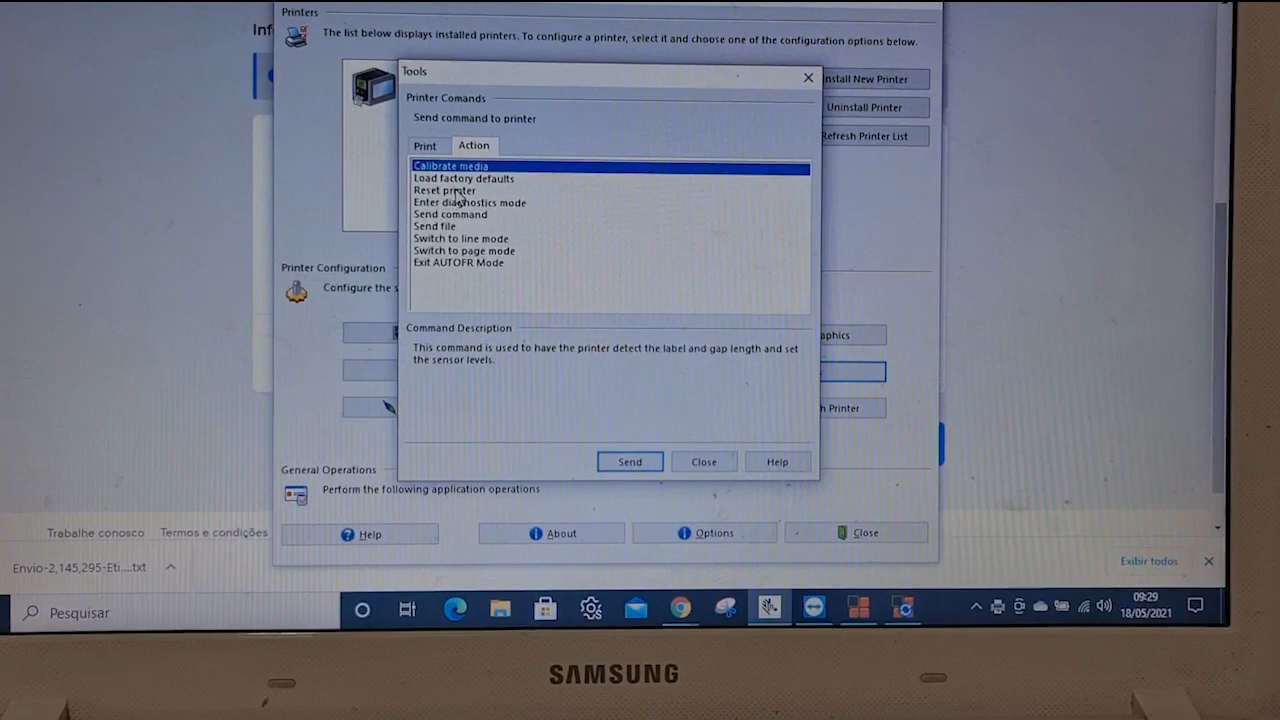 Printers
Inf
The list below displays installed printers. To configure a printer, select it and choose one of the configuration options below.
Tools
nstall New Printer
Printer Comands
Uninstall Printer
Send command to printer
Refresh Printer List
Print
Action
Calibrate media
Load factory defaults
Reset printer
Enter diagnostics mode
Send command
Send file
Switch to line mode
Switch to page mode
Exit AUTOFR Mode
Printer Configuration
Configure the s
Command Description
aphics
This command is used to have the printer detect the label and gap length and set
the sensor levels.
h Printer
Send
Close
Help
General Operations
Perform the following application operations
Help
About
Options
Close
Trabalhe conosco
Termos e condições
Envio-2,145,295-Eti....txt
Exibir todos
Pesquisar
09:29
18/05/2021
SAMSUNG